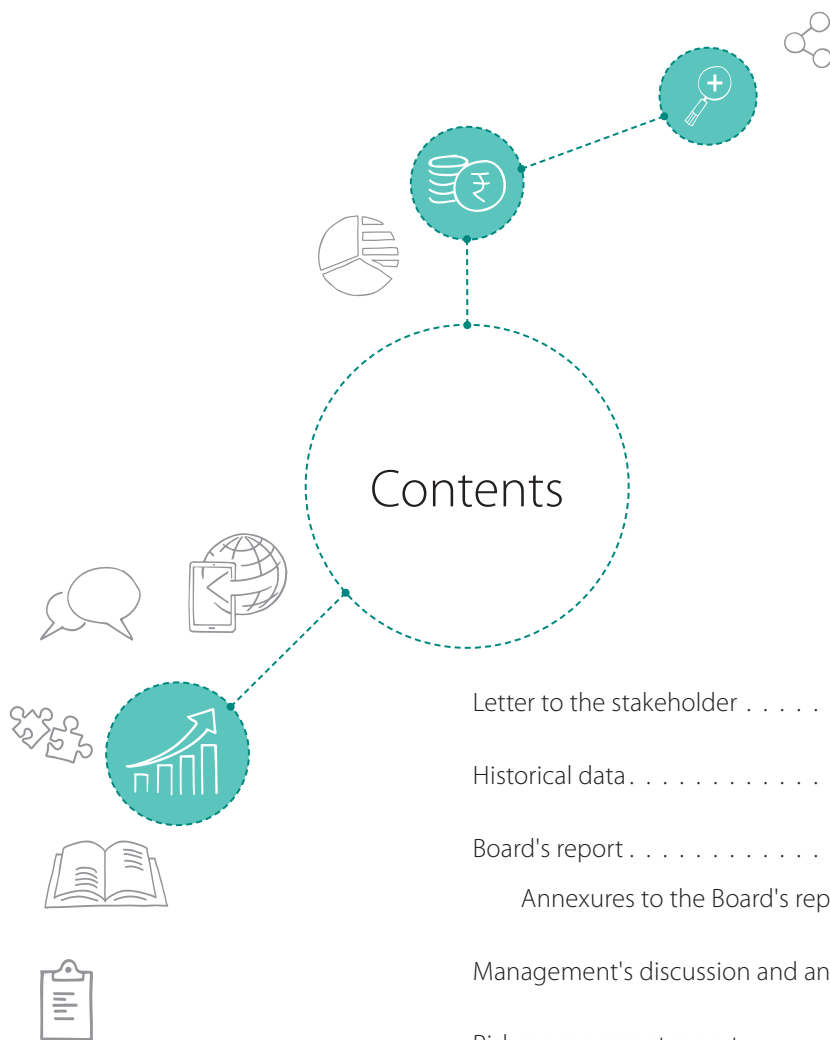 Contents
Letter to the stakeholder . . . . .
Historical data . . . . . . . . . . . .
Board's report . . . . . . . . . . . .
Annexures to the Board's rep
Management's discussion and an